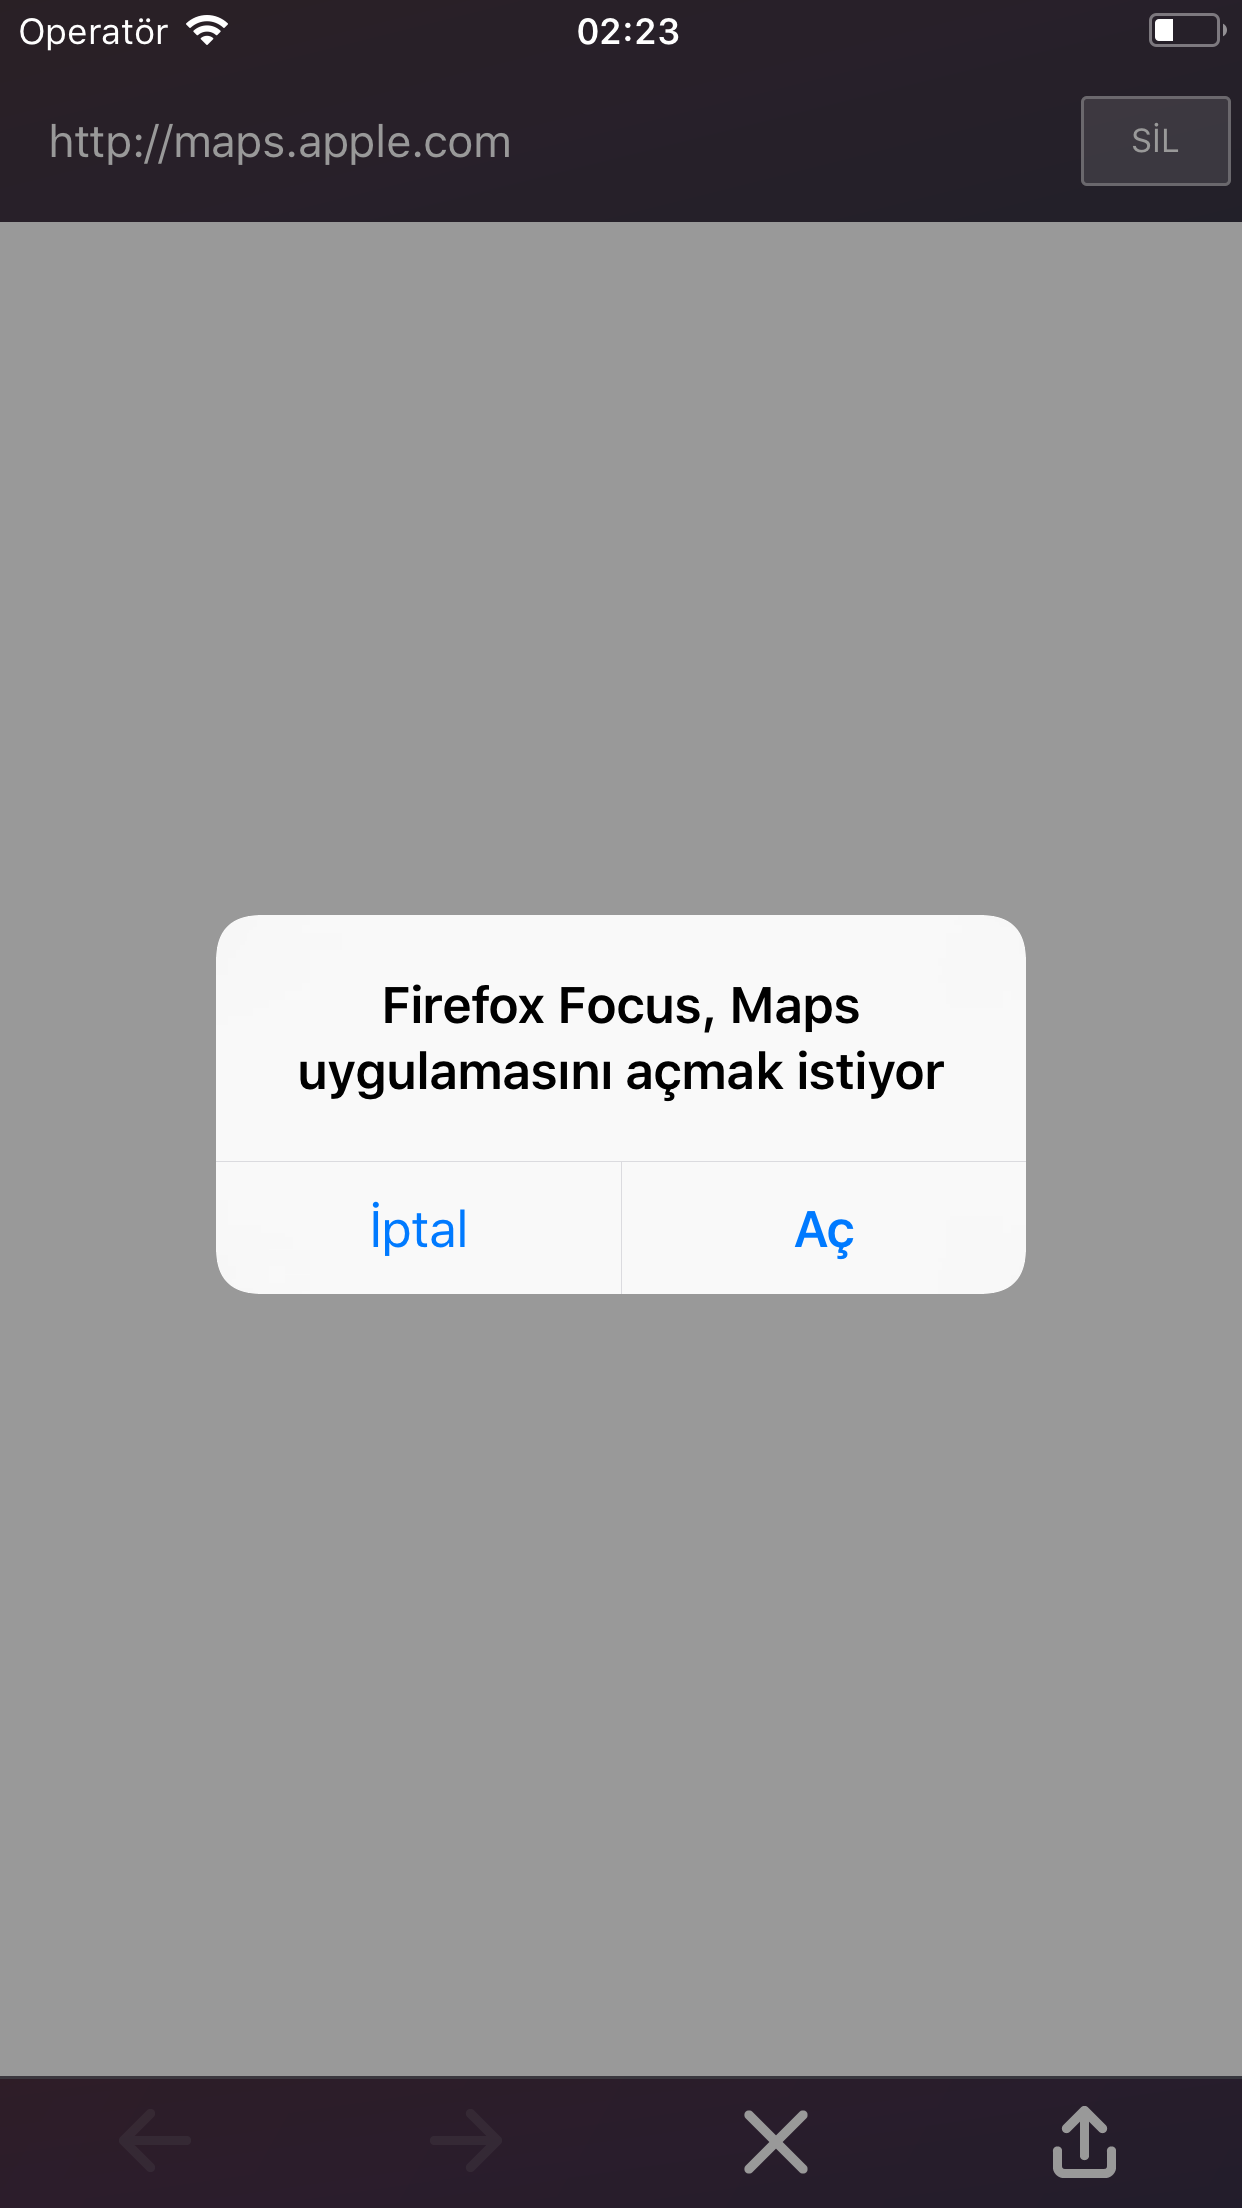 Operatör
02:23
http://maps.apple.com
SİL
Firefox Focus, Maps
uygulamasını açmak istiyor
İptal
Aç